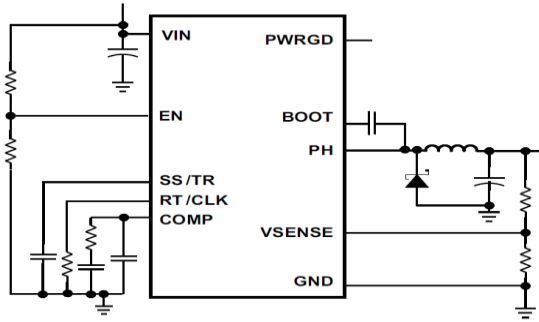 VIN
PWRGD
EN
BOOT
PH
SS/TR
RT/CLK
COMP
VSENSE
GND